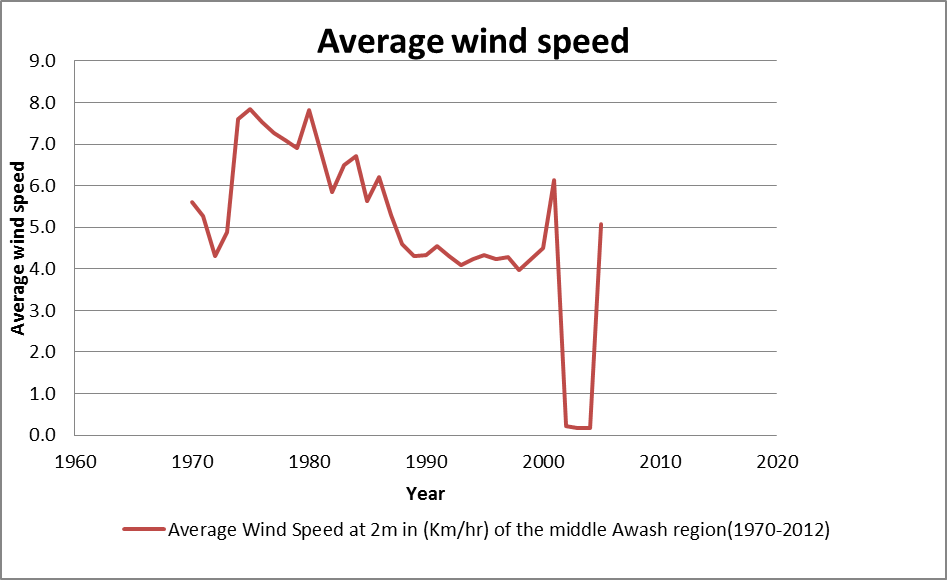 Average wind speed
9.0
8.0
7.0
6.0
5.0
4.0
3.0
2.0
1.0
0.0
Average wind speed
1960 1970 1980 1990 2000 2010 2020
Year
Average Wind Speed at 2m in (Km/hr) of the middle Awash region(1970-2012)